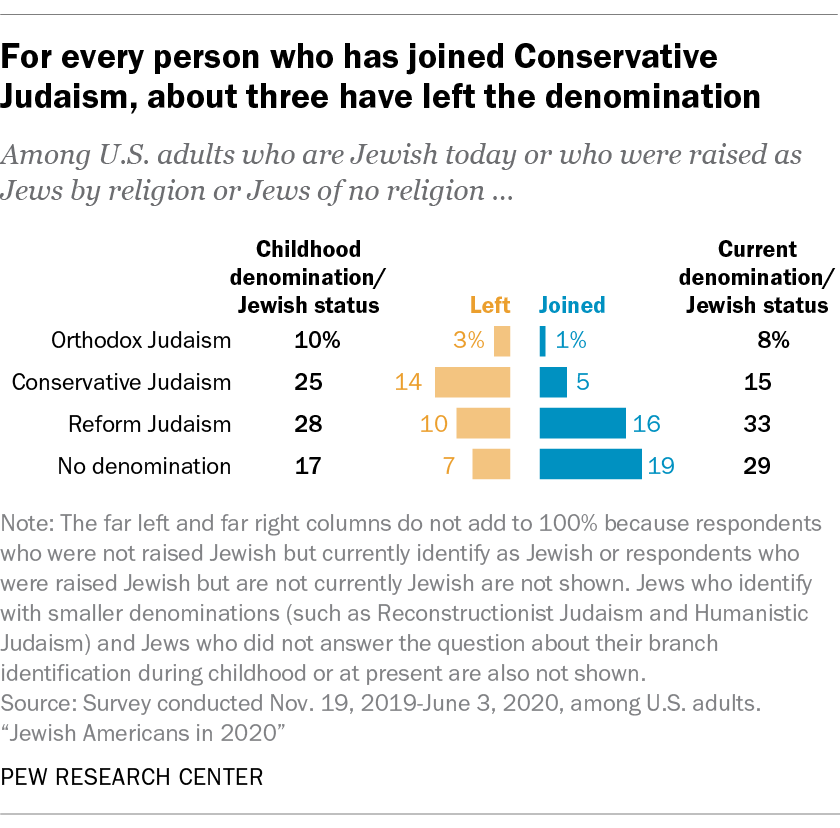 For every person who has joined Conservative
Judaism, about three have left the denomination
Among U.S. adults who are Jewish today or who were raised as
Jews by religion or Jews of no religion ...
Childhood denomination/ Jewish status Left Joined Current denomination/ Jewish status
Orthodox Judaism 10% 3% 1% 8%
Conservative Judaism 25 14 5 15
Reform Judaism 28 10 16 33
No denomination 17 7 19 29
Note: The far left and far right columns do not add to 100% because respondents
who were not raised Jewish but currently identify as Jewish or respondents who
were raised Jewish but are not currently Jewish are not shown. Jews who identify
with smaller denominations (such as Reconstructionist Judaism and Humanistic
Judaism) and Jews who did not answer the question about their branch
identification during childhood or at present are also not shown.
Source: Survey conducted Nov. 19, 2019-June 3, 2020, among U.S. adults.
“Jewish Americans in 2020”
PEW RESEARCH CENTER